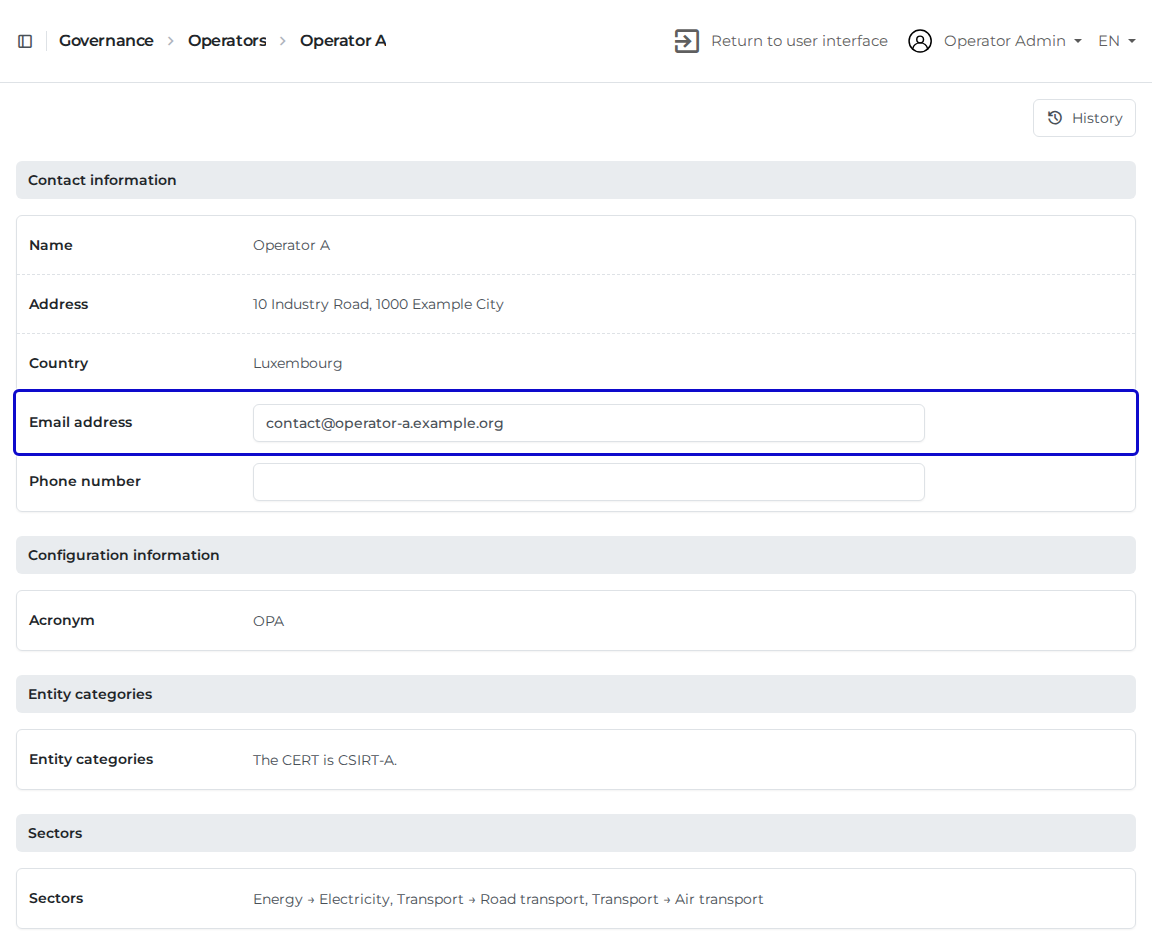 Governance > Operators > Operator A Return to user interface Operator Admin EN
History
Contact information
Name Operator A
Address 10 Industry Road, 1000 Example City
Country Luxembourg
Email address contact@operator-a.example.org
Phone number
Configuration information
Acronym OPA
Entity categories
Entity categories The CERT is CSIRT-A.
Sectors
Sectors Energy → Electricity, Transport → Road transport, Transport → Air transport